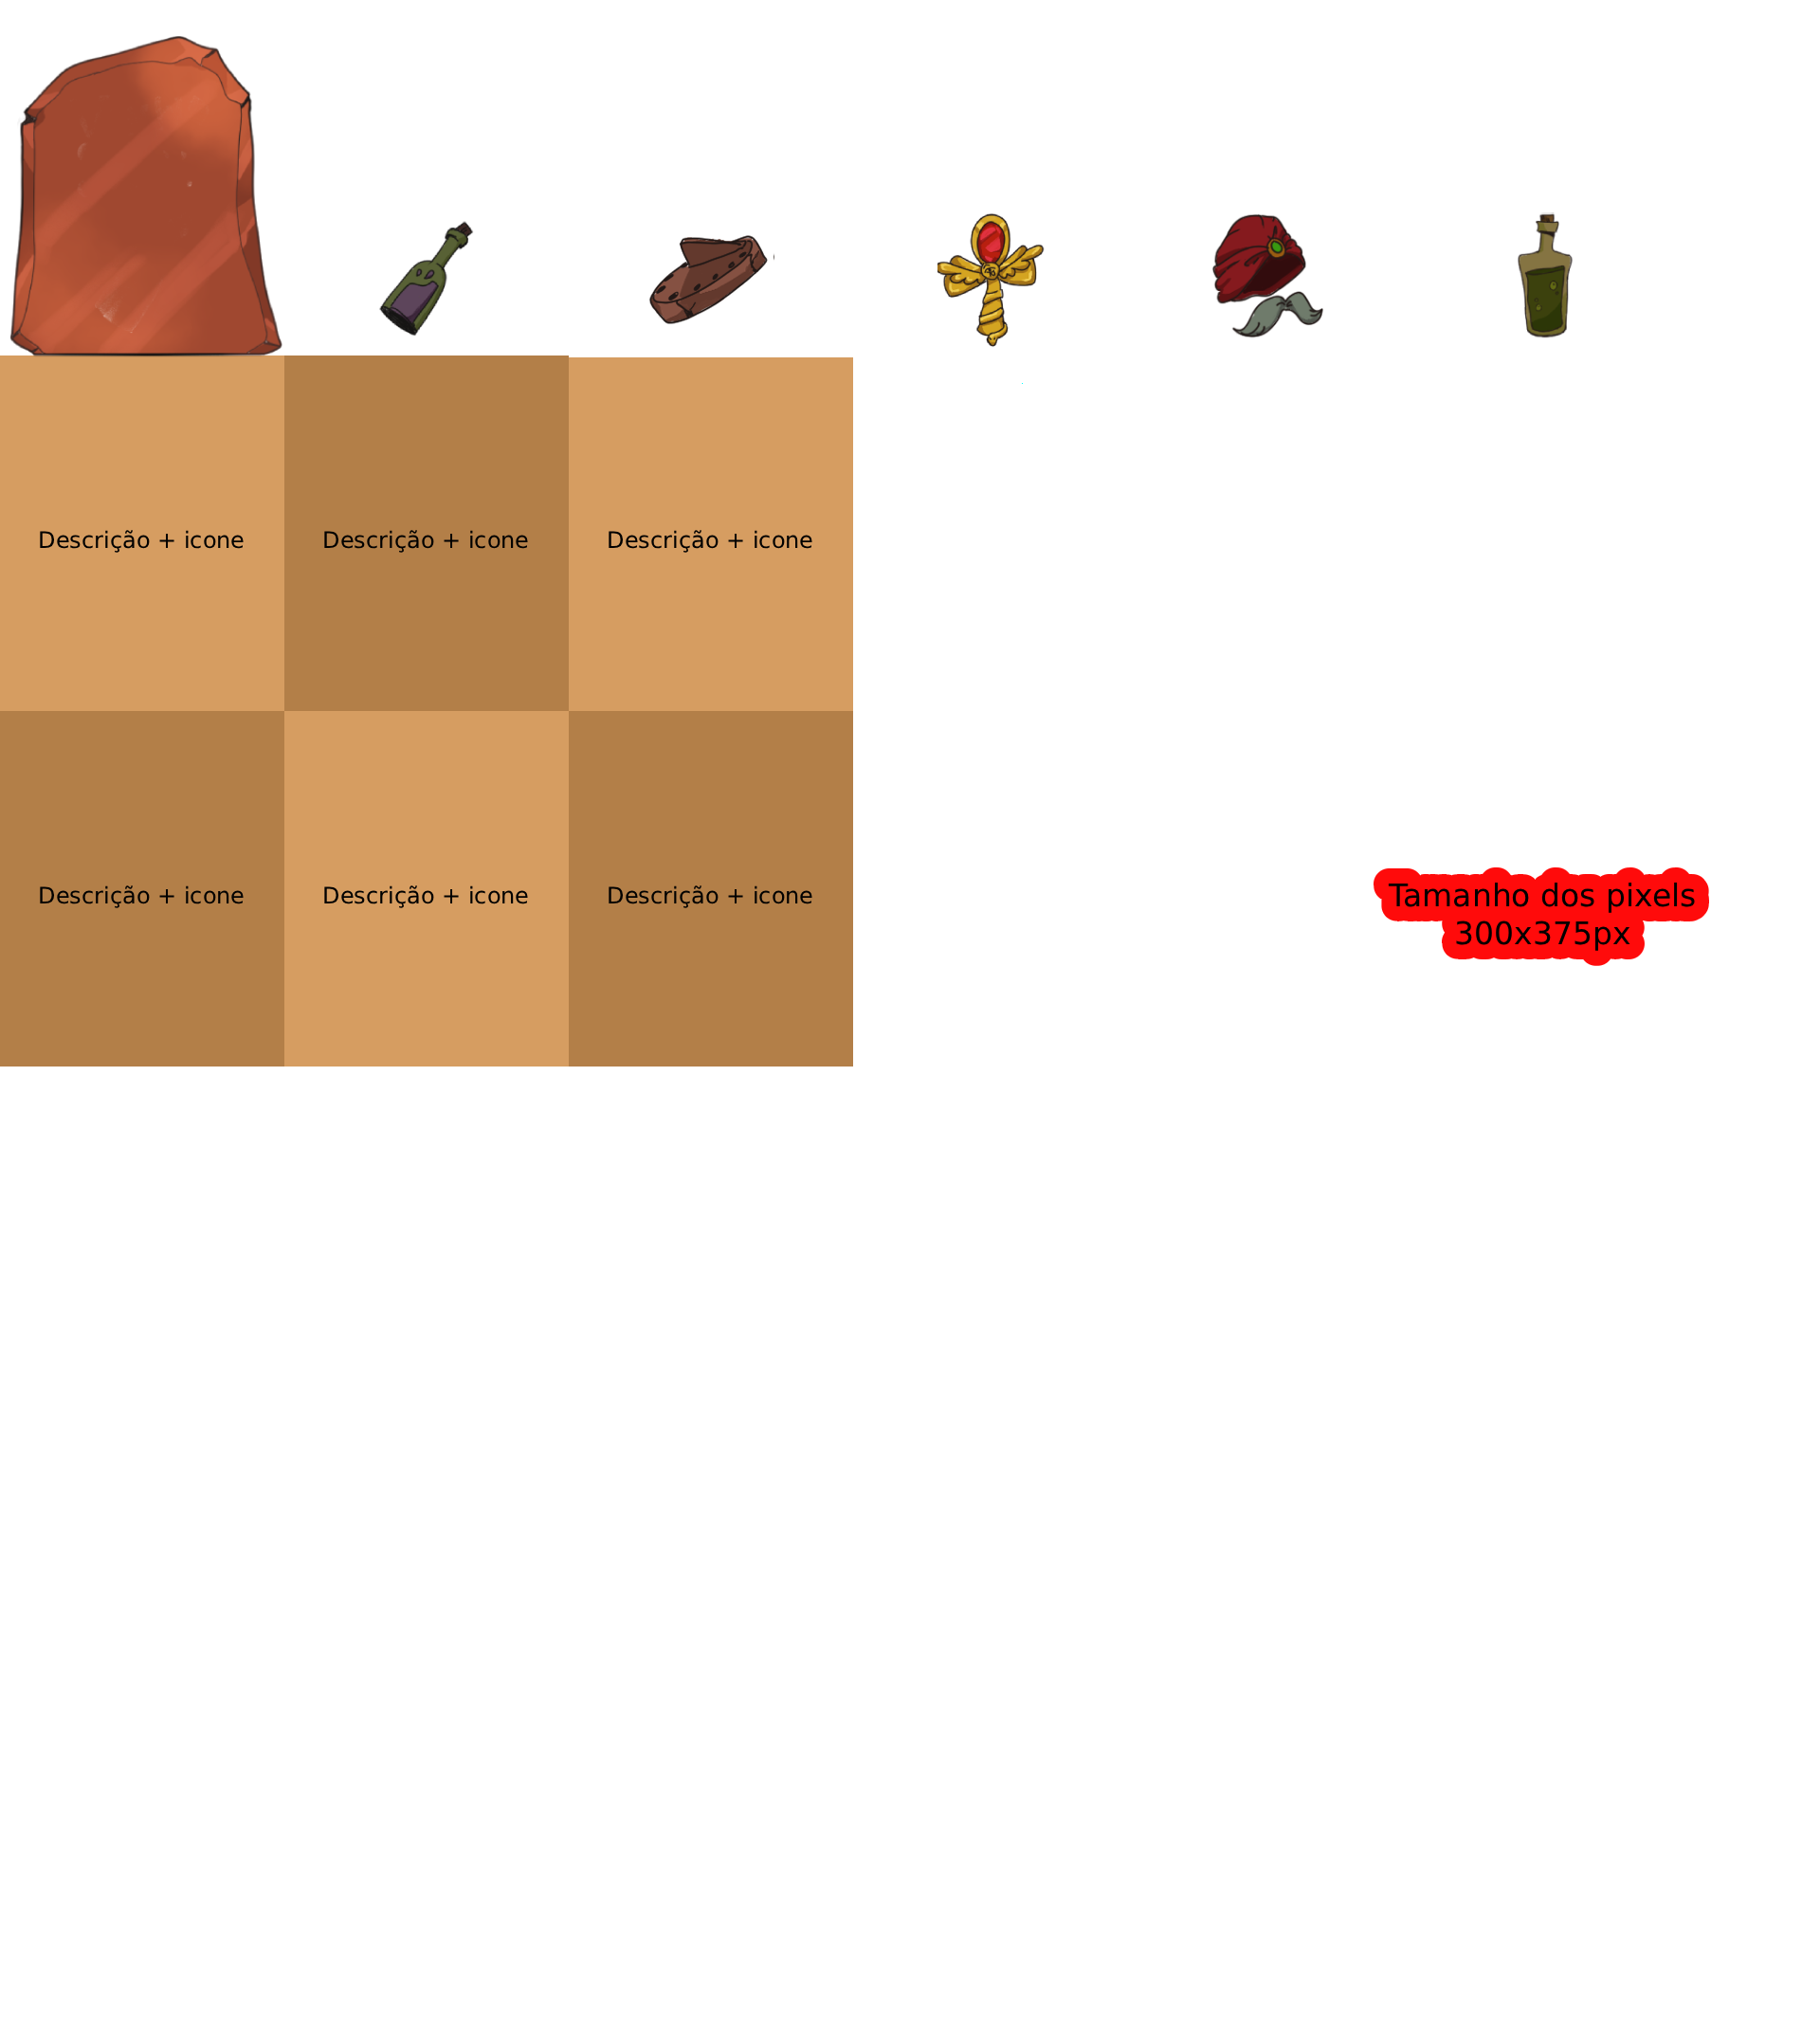 Descrição + icone
Descrição + icone
Descrição + icone
Descrição + icone
Descrição + icone
Descrição + icone
Tamanho dos pixels
300x375px